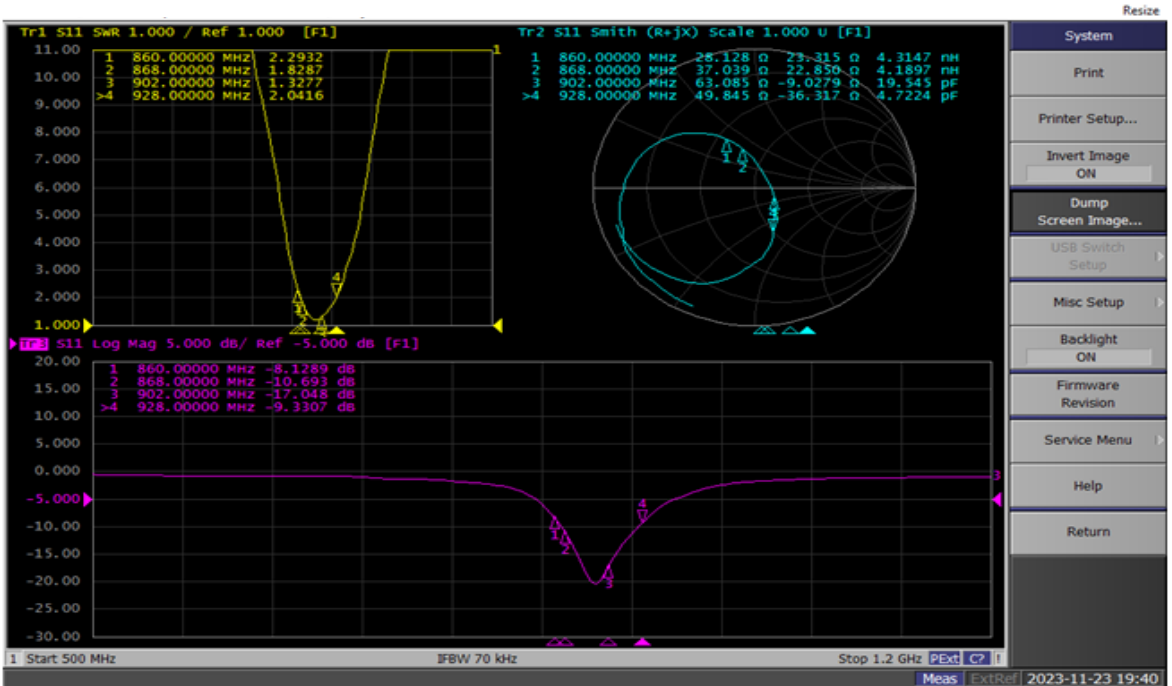 Resize
Tr1 S11 SWR 1.000 / Ref 1.000 [F1]
11.00
10.00
9.000
8.000
7.000
6.000
5.000
4.000
3.000
2.000
1.000
1
1 860.00000 MHz 2.2932
2 868.00000 MHz 1.8287
3 902.00000 MHz 1.3277
>4 928.00000 MHz 2.0416
4
Tr2 S11 Smith (R+jX) Scale 1.000 U [F1]
1 860.00000 MHz 28.128 Ω 23.315 Ω 4.3147 nH
2 868.00000 MHz 37.039 Ω 22.850 Ω 4.1897 nH
3 902.00000 MHz 63.085 Ω -9.0279 Ω 19.545 pF
>4 928.00000 MHz 49.845 Ω -36.317 Ω 4.7224 pF
1
2
Tr3 S11 Log Mag 5.000 dB/ Ref -5.000 dB [F1]
20.00
15.00
10.00
5.000
0.000
-5.000
-10.00
-15.00
-20.00
-25.00
-30.00
1 860.00000 MHz -8.1289 dB
2 868.00000 MHz -10.693 dB
3 902.00000 MHz -17.048 dB
>4 928.00000 MHz -9.3307 dB
3
4
1
2
3
1 Start 500 MHz
IFBW 70 kHz
Stop 1.2 GHz PExt C? !
Meas ExtRef 2023-11-23 19:40
System
Print
Printer Setup...
Invert Image
ON
Dump
Screen Image...
USB Switch
Setup
Misc Setup
Backlight
ON
Firmware
Revision
Service Menu
Help
Return